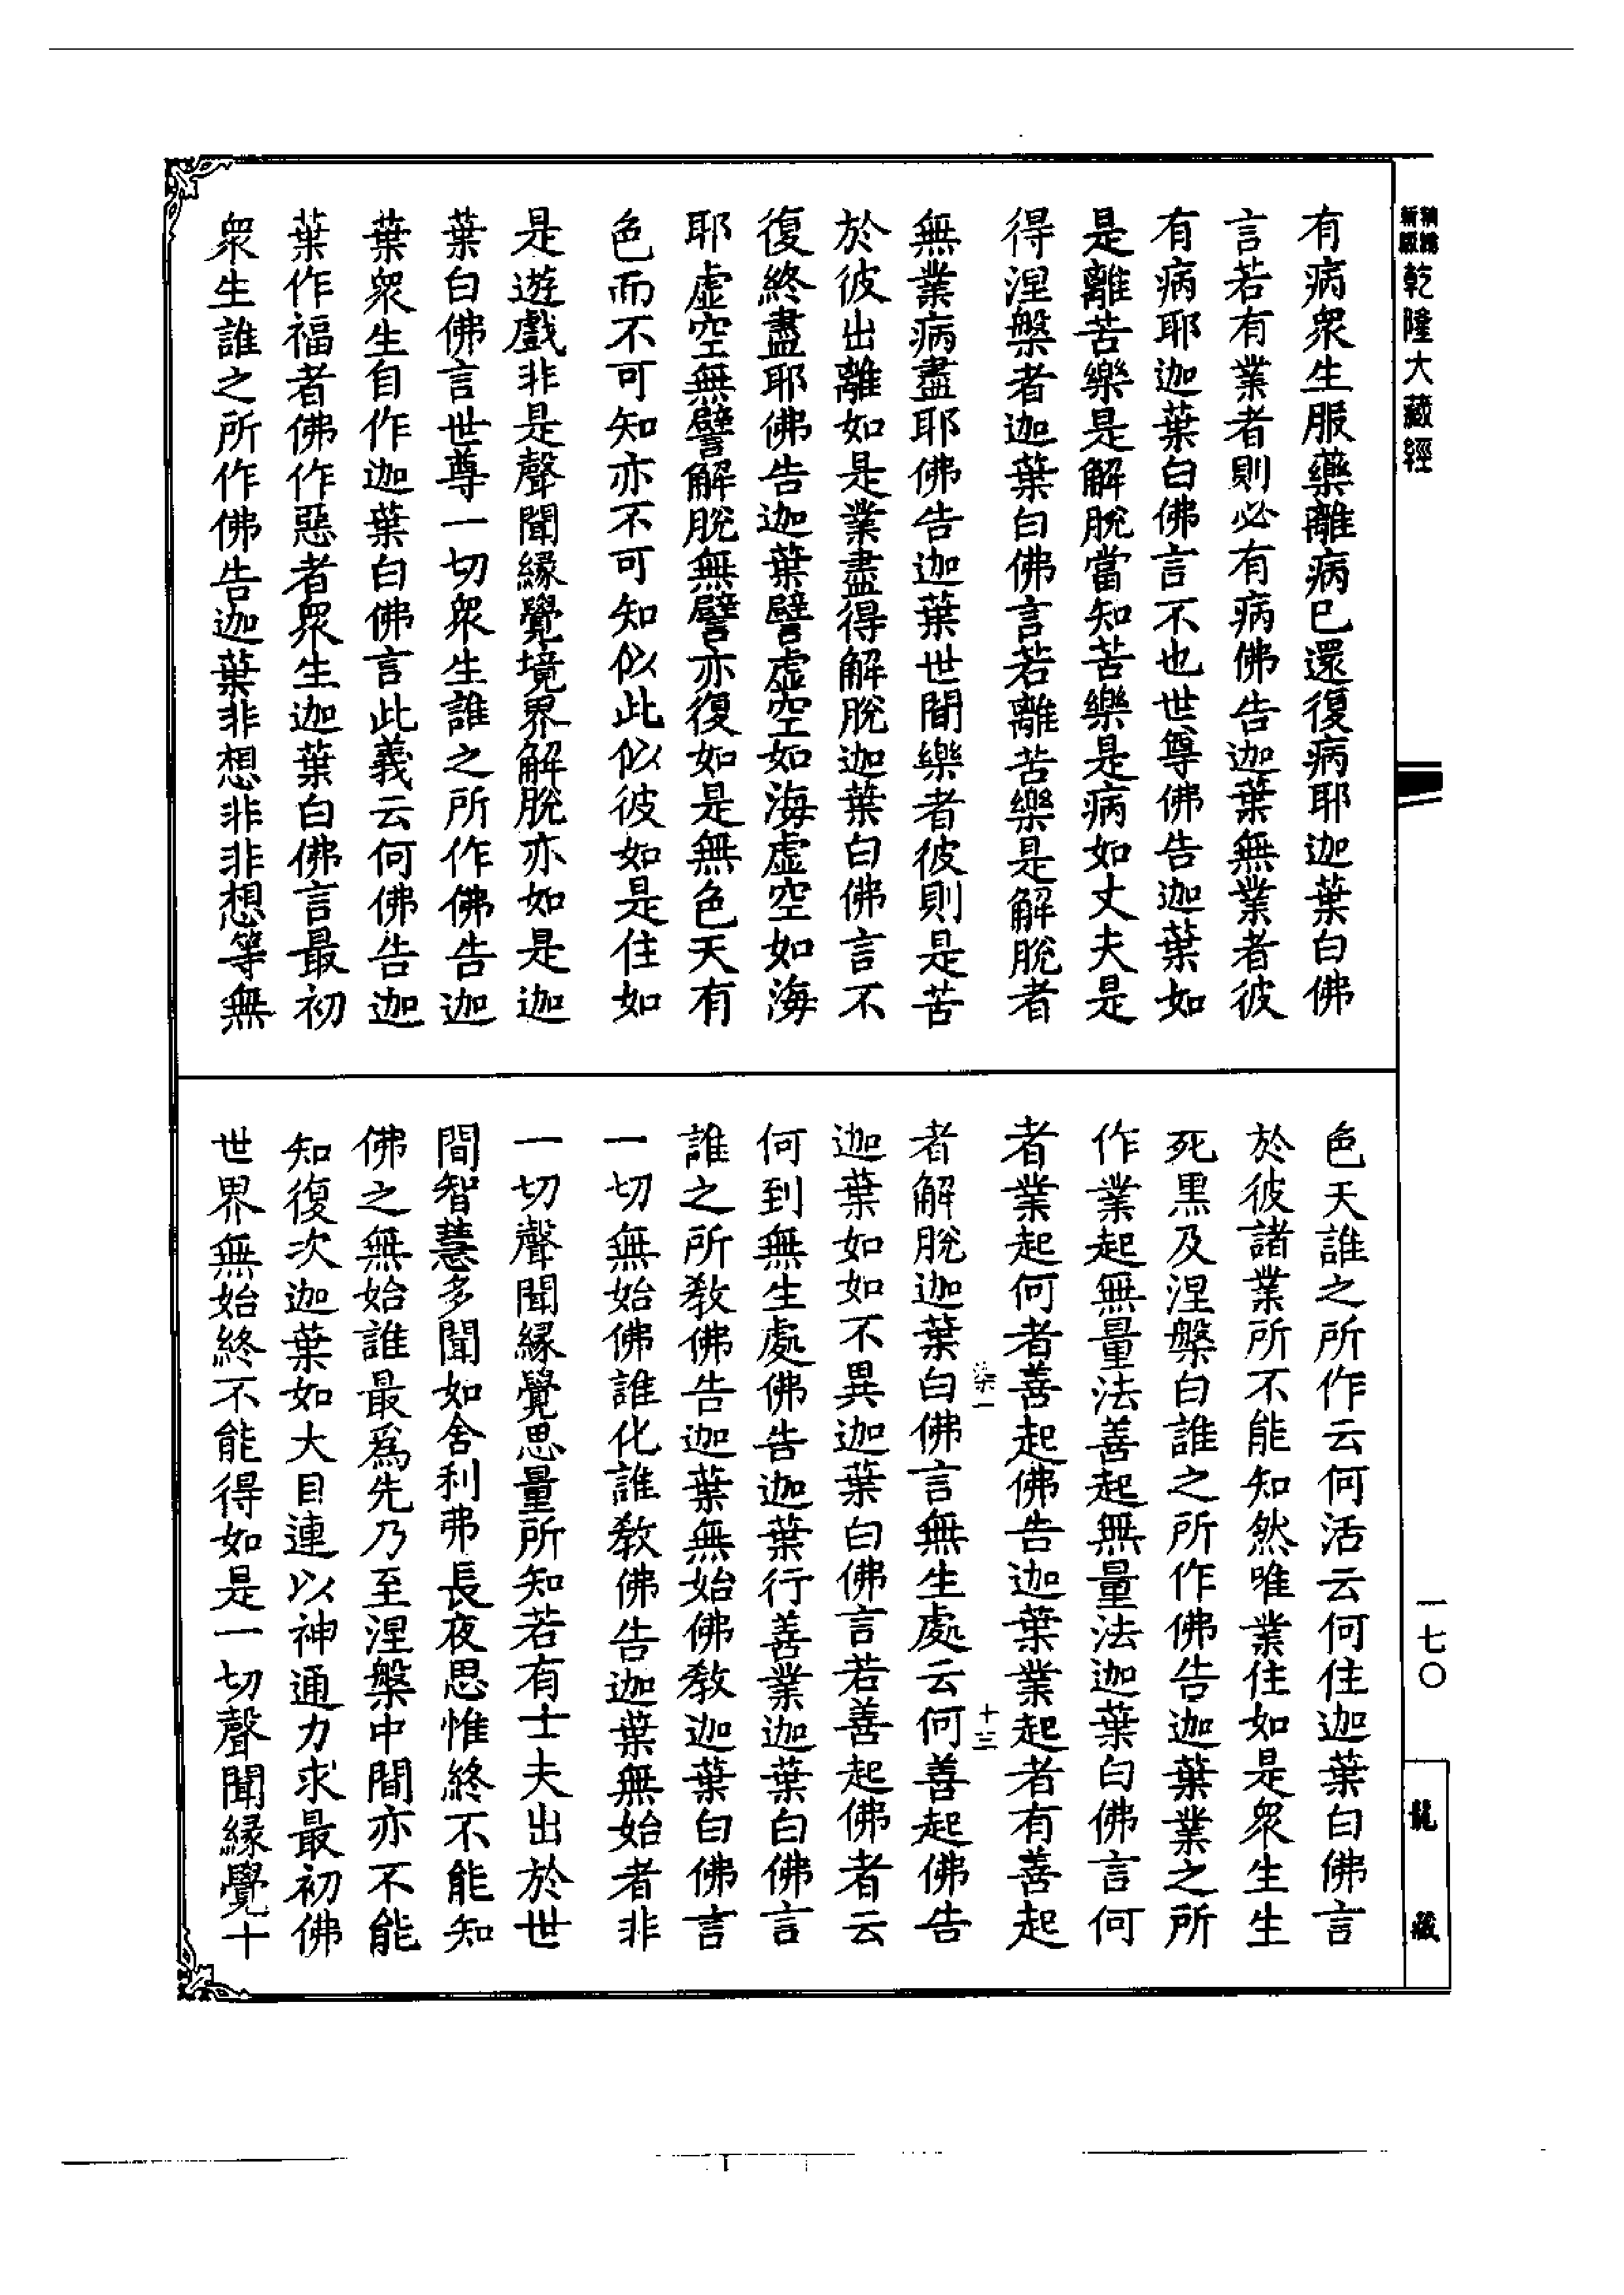 乾隆大藏經
有病眾生服藥離病已還復病耶迦葉白佛
言若有業者則必有病佛告迦葉無業者彼
有病耶迦葉白佛言不也世尊佛告迦葉如
是離苦樂是解脫當知苦樂是病如丈夫是
得涅槃者迦葉白佛言若離苦樂是解脫者
無業病盡耶佛告迦葉世間樂者彼則是苦
於彼出離如是業盡得解脫迦葉白佛言不
復終盡耶佛告迦葉譬虛空如海虛空如海
耶虛空無譬解脫無譬亦復如是無色天有
色而不可知亦不可知似此似彼如是住如
是遊戲非是聲聞緣覺境界解脫亦如是迦
葉白佛言世尊一切眾生誰之所作佛告迦
葉眾生自作迦葉白佛言此義云何佛告迦
葉作福者佛作惡者眾生迦葉白佛言最初
眾生誰之所作佛告迦葉非想非非想等無
色天誰之所作云何活云何住迦葉白佛言
於彼諸業所不能知然唯業住如是眾生生
死黑及涅槃白誰之所作佛告迦葉業之所
作業起無量法善起無量法迦葉白佛言何
者業起何者善起佛告迦葉業起者有善起
者解脫迦葉白佛言無生處云何善起佛告
迦葉如如不異迦葉白佛言若善起佛者云
何到無生處佛告迦葉行善業迦葉白佛言
誰之所教佛告迦葉無始佛教迦葉白佛言
一切無始佛誰化誰教佛告迦葉無始者非
一切聲聞緣覺思量所知若有士夫出於世
間智慧多聞如舍利弗長夜思惟終不能知
佛之無始誰最為先乃至涅槃中間亦不能
知復次迦葉如大目連以神通力求最初佛
世界無始終不能得如是一切聲聞緣覺十
十三
一七〇
龍藏